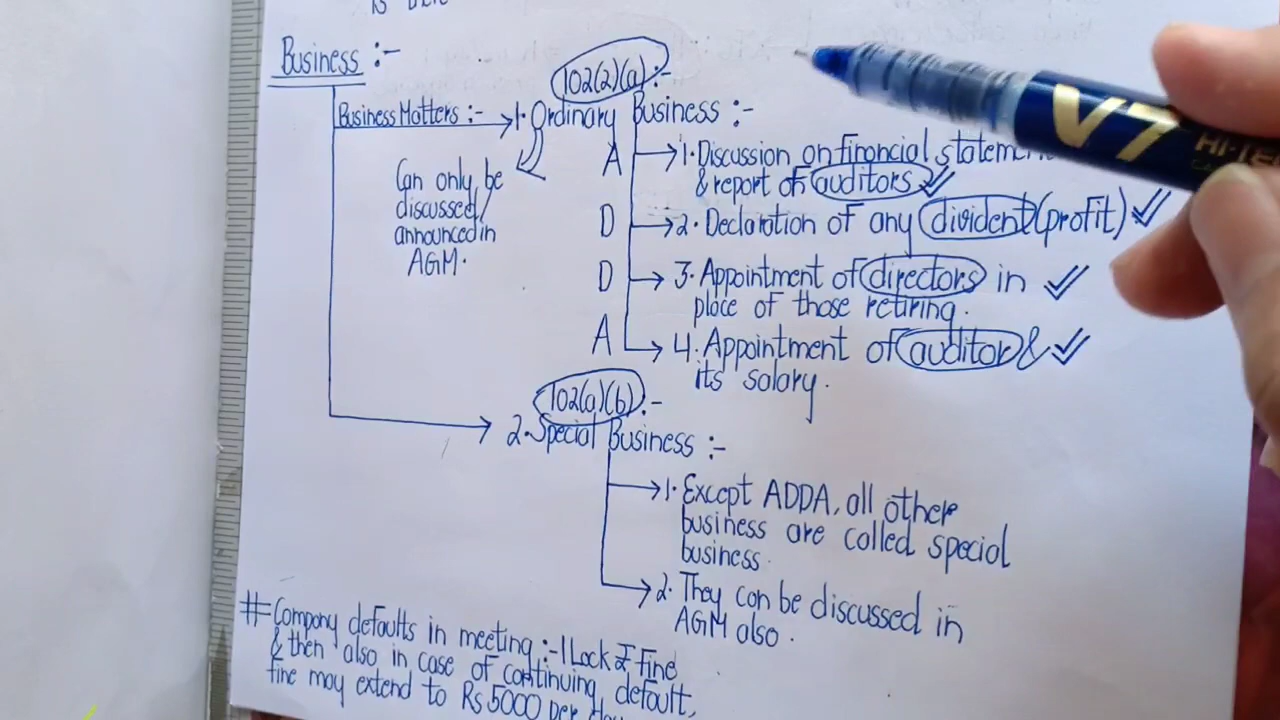 is
Business :-
102(2)(a) :-
Business Matters :- 1. Ordinary Business :-
Can only be
discussed/
announced in
AGM.
A 1. Discussion on financial
& report of auditors
D 2. Declaration of any divident (profit)
D 3. Appointment of directors in
place of those retiring.
A 4. Appointment of auditor &
its salary.
102(a)(b) :-
2. Special Business :-
1. Except ADDA, all other
business are called special
business.
2. They can be discussed in
AGM also.
# Company defaults in meeting :- 1 Lack ₹ fine
& then also in case of continuing default,
fine may extend to Rs 5000 per
V7